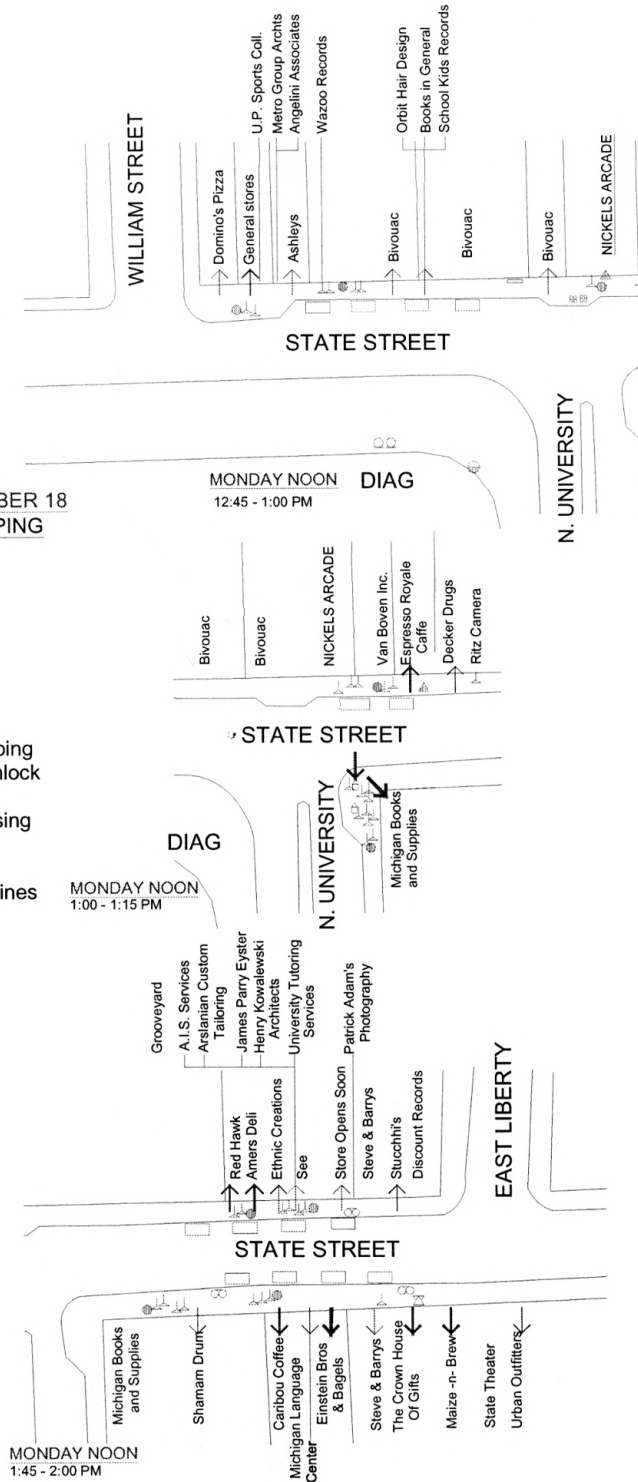 WILLIAM STREET
Domino's Pizza
General stores
U.P. Sports Coll.
Metro Group Archts
Angelini Associates
Ashleys
Wazoo Records
Bivouac
Orbit Hair Design
Books in General
School Kids Records
Bivouac
Bivouac
NICKELS ARCADE
STATE STREET
N. UNIVERSITY
DIAG
MONDAY NOON
12:45 - 1:00 PM
BER 18
PING
Bivouac
Bivouac
NICKELS ARCADE
Van Boven Inc.
Espresso Royale
Caffe
Decker Drugs
Ritz Camera
STATE STREET
N. UNIVERSITY
Michigan Books
and Supplies
DIAG
MONDAY NOON
1:00 - 1:15 PM
ping
nlock
sing
ines
Grooveyard
A.I.S. Services
Arslanian Custom
Tailoring
James Parry Eyster
Henry Kowalewski
Architects
University Tutoring
Services
Patrick Adam's
Photography
Red Hawk
Amers Deli
Ethnic Creations
See
Store Opens Soon
Steve & Barrys
Stucchhi's
Discount Records
EAST LIBERTY
STATE STREET
Michigan Books
and Supplies
Shamam Drum
Caribou Coffee
Michigan Language
Center
Einstein Bros
& Bagels
Steve & Barrys
The Crown House
Of Gifts
Maize -n- Brew
State Theater
Urban Outfitters
MONDAY NOON
1:45 - 2:00 PM